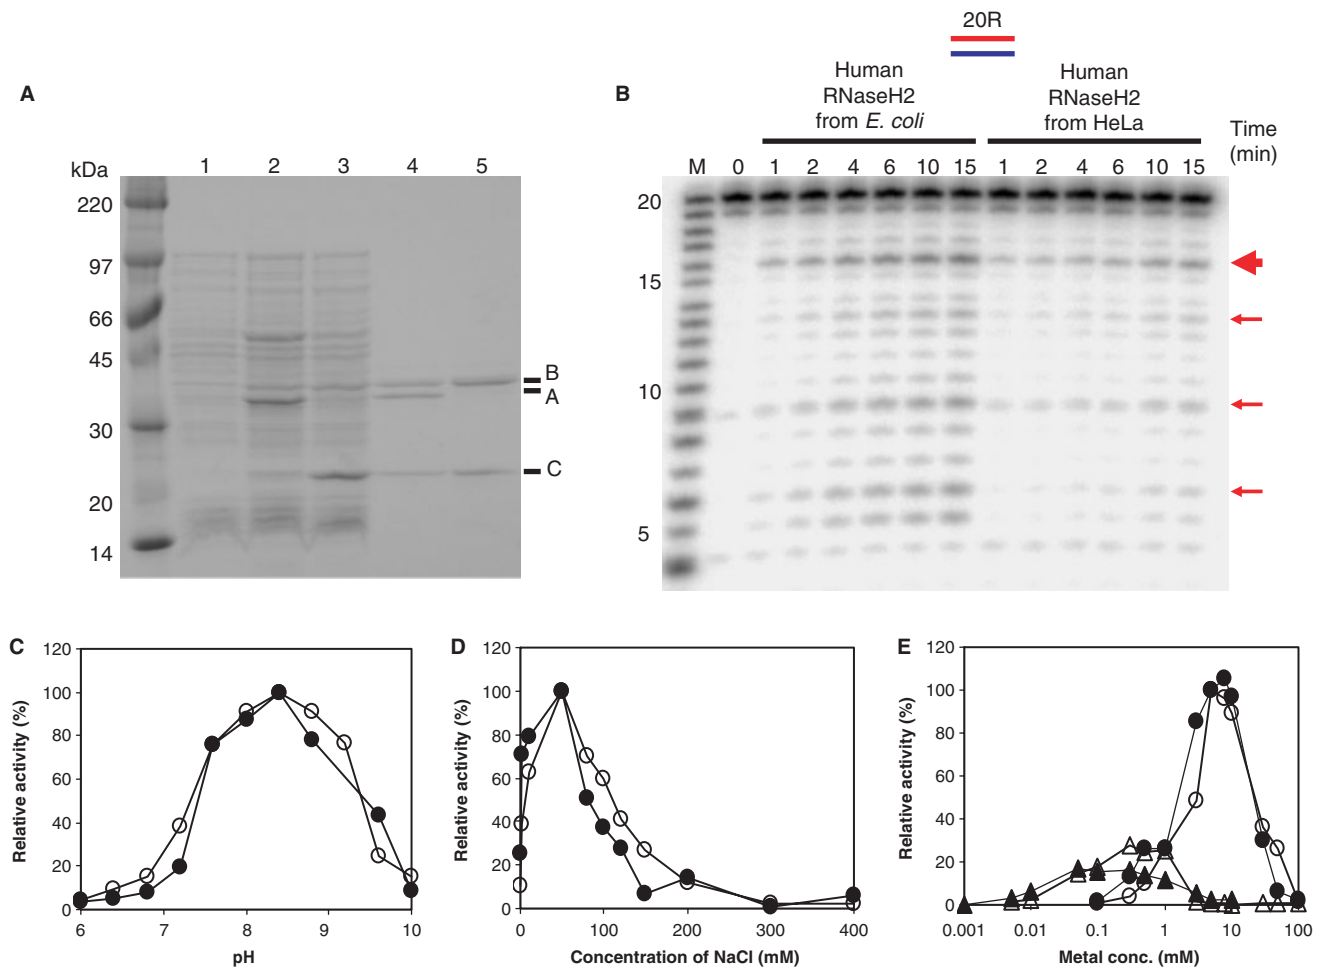 20R
A
B
Human
RNaseH2
from E. coli
Human
RNaseH2
from HeLa
Time
(min)
kDa 1 2 3 4 5
M 0 1 2 4 6 10 15 1 2 4 6 10 15
220
97
66
45
30
20
14
B
A
C
20
15
10
5
C
Relative activity (%)
120
100
80
60
40
20
0
6 7 8 9 10
pH
D
Relative activity (%)
120
100
80
60
40
20
0
0 100 200 300 400
Concentration of NaCl (mM)
E
Relative activity (%)
120
100
80
60
40
20
0
0.001 0.01 0.1 1 10 100
Metal conc. (mM)